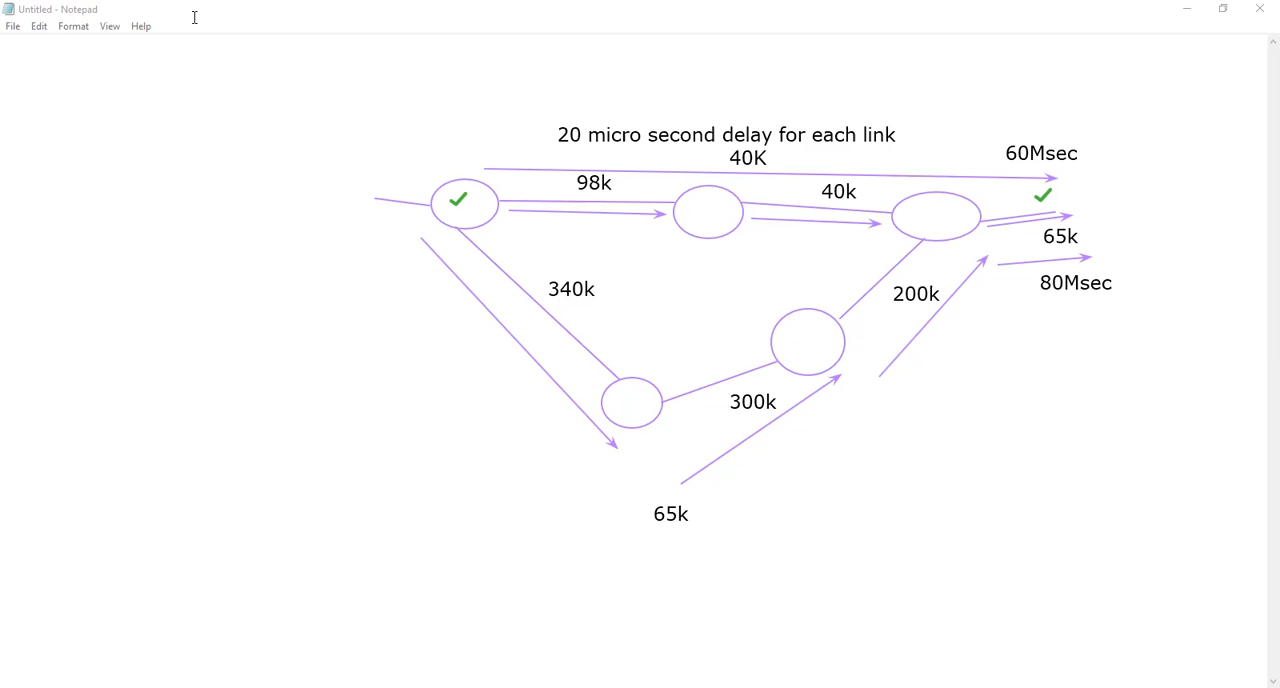 Untitled - Notepad
File Edit Format View Help
20 micro second delay for each link
40K
60Msec
98k
40k
65k
340k
200k
80Msec
300k
65k